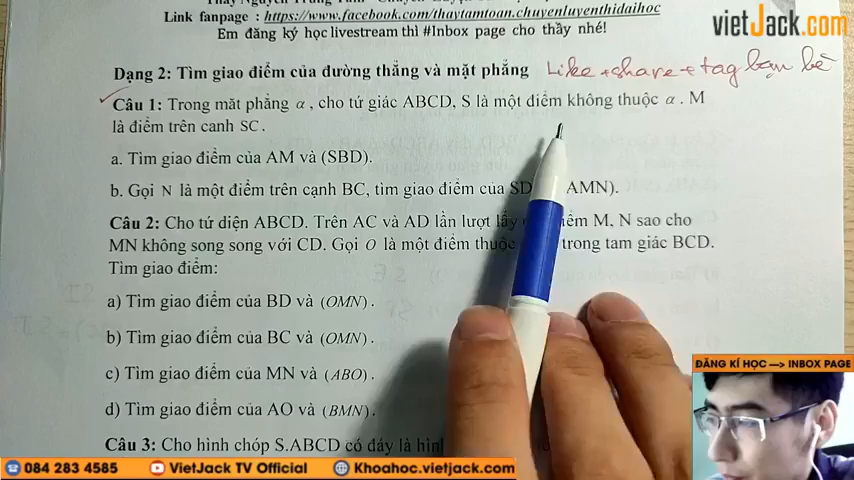 Link fanpage : https://www.facebook.com/thaytamtoan.chuyenluyenthidaihoc
Em đăng ký học livestream thì #Inbox page cho thầy nhé!
vietJack.com
Dạng 2: Tìm giao điểm của đường thẳng và mặt phẳng Like + share + tag bạn bè
Câu 1: Trong mặt phẳng α, cho tứ giác ABCD, S là một điểm không thuộc α. M
là điểm trên cạnh SC.
a. Tìm giao điểm của AM và (SBD).
b. Gọi N là một điểm trên cạnh BC, tìm giao điểm của SD AMN).
Câu 2: Cho tứ diện ABCD. Trên AC và AD lần lượt lấy điểm M, N sao cho
MN không song song với CD. Gọi O là một điểm thuộc trong tam giác BCD.
Tìm giao điểm:
a) Tìm giao điểm của BD và (OMN).
b) Tìm giao điểm của BC và (OMN).
c) Tìm giao điểm của MN và (ABO).
d) Tìm giao điểm của AO và (BMN).
Câu 3: Cho hình chóp S.ABCD có đáy là hìn
ĐĂNG KÍ HỌC —> INBOX PAGE
084 283 4585 VietJack TV Official Khoahoc.vietjack.com